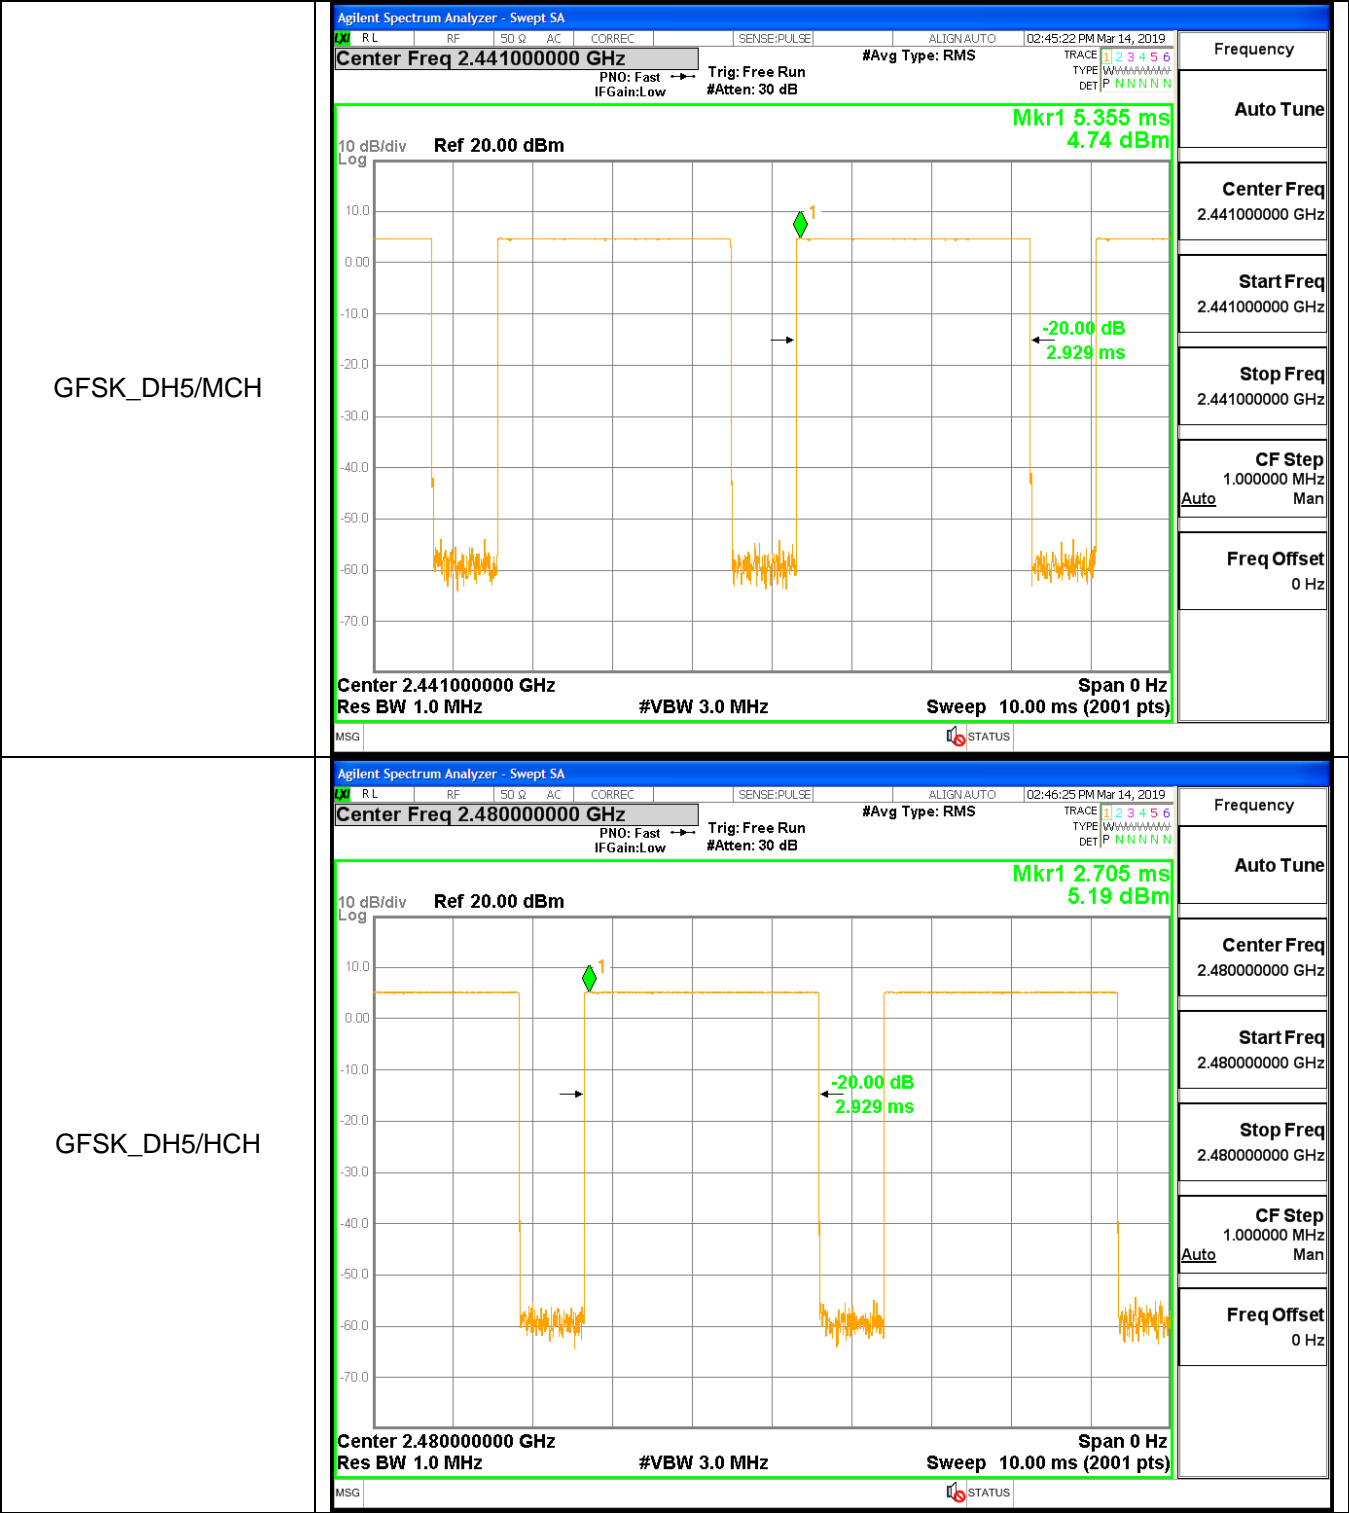 GFSK_DH5/MCH
Agilent Spectrum Analyzer - Swept SA
LXI RL RF 50 Ω AC CORREC SENSE:PULSE ALIGN AUTO 02:45:22 PM Mar 14, 2019
Center Freq 2.441000000 GHz
#Avg Type: RMS
TRACE 1 2 3 4 5 6
PNO: Fast Trig: Free Run
TYPE W
IFGain:Low #Atten: 30 dB
DET P N N N N N
Mkr1 5.355 ms
4.74 dBm
10 dB/div Ref 20.00 dBm
Log
1
10.0
0.00
-10.0
-20.00 dB
2.929 ms
-20.0
-30.0
-40.0
-50.0
-60.0
-70.0
Center 2.441000000 GHz Span 0 Hz
Res BW 1.0 MHz #VBW 3.0 MHz Sweep 10.00 ms (2001 pts)
MSG STATUS
Frequency
Auto Tune
Center Freq
2.441000000 GHz
Start Freq
2.441000000 GHz
Stop Freq
2.441000000 GHz
CF Step
1.000000 MHz
Auto Man
Freq Offset
0 Hz
GFSK_DH5/HCH
Agilent Spectrum Analyzer - Swept SA
LXI RL RF 50 Ω AC CORREC SENSE:PULSE ALIGN AUTO 02:46:25 PM Mar 14, 2019
Center Freq 2.480000000 GHz
#Avg Type: RMS
TRACE 1 2 3 4 5 6
PNO: Fast Trig: Free Run
TYPE W
IFGain:Low #Atten: 30 dB
DET P N N N N N
Mkr1 2.705 ms
5.19 dBm
10 dB/div Ref 20.00 dBm
Log
1
10.0
0.00
-10.0
-20.00 dB
2.929 ms
-20.0
-30.0
-40.0
-50.0
-60.0
-70.0
Center 2.480000000 GHz Span 0 Hz
Res BW 1.0 MHz #VBW 3.0 MHz Sweep 10.00 ms (2001 pts)
MSG STATUS
Frequency
Auto Tune
Center Freq
2.480000000 GHz
Start Freq
2.480000000 GHz
Stop Freq
2.480000000 GHz
CF Step
1.000000 MHz
Auto Man
Freq Offset
0 Hz